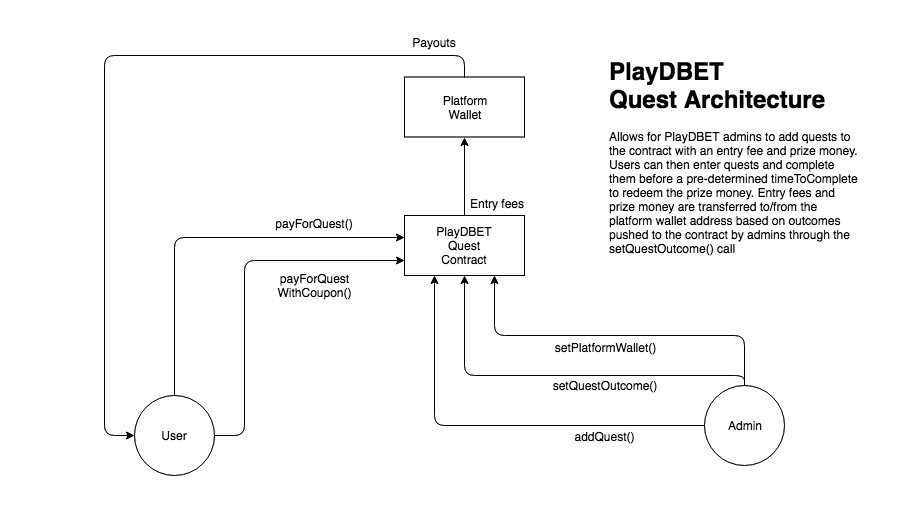 Payouts
PlayDBET
Quest Architecture
Platform
Wallet
Allows for PlayDBET admins to add quests to
the contract with an entry fee and prize money.
Users can then enter quests and complete
them before a pre-determined timeToComplete
to redeem the prize money. Entry fees and
prize money are transferred to/from the
platform wallet address based on outcomes
pushed to the contract by admins through the
setQuestOutcome() call
Entry fees
payForQuest()
PlayDBET
Quest
Contract
payForQuest
WithCoupon()
setPlatformWallet()
setQuestOutcome()
User
Admin
addQuest()